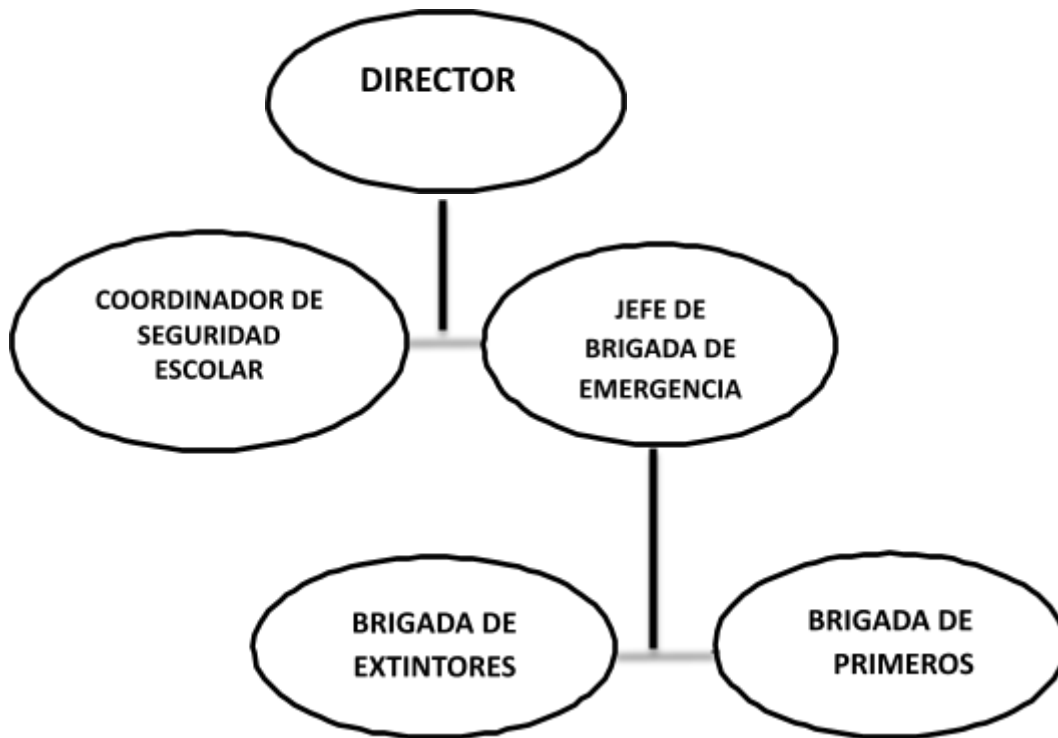 DIRECTOR
COORDINADOR DE
SEGURIDAD
ESCOLAR
JEFE DE
BRIGADA DE
EMERGENCIA
BRIGADA DE
EXTINTORES
BRIGADA DE
PRIMEROS